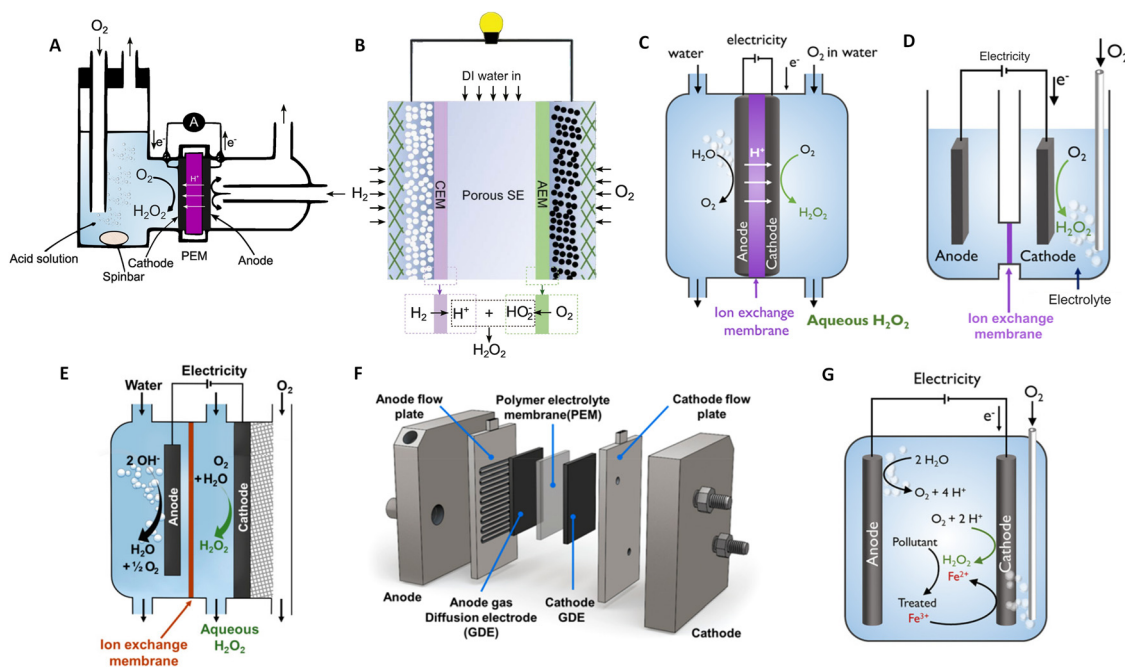 A
O₂
A
e⁻
e⁻
O₂
H⁺
H₂O₂
Acid solution
Spinbar
Cathode
PEM
Anode
B
DI water in
H₂
CEM
Porous SE
AEM
O₂
H₂
H⁺
+
HO₂⁻
O₂
H₂O₂
C
electricity
water
O₂ in water
e⁻
H₂O
H⁺
O₂
O₂
H₂O₂
Anode
Cathode
Ion exchange
membrane
Aqueous H₂O₂
D
O₂
Electricity
e⁻
O₂
H₂O₂
Anode
Cathode
Electrolyte
Ion exchange
membrane
E
Electricity
Water
O₂
2 OH⁻
O₂
+ H₂O
Anode
Cathode
H₂O₂
H₂O
+ ½ O₂
Aqueous
H₂O₂
Ion exchange
membrane
F
Anode flow
plate
Polymer electrolyte
membrane(PEM)
Cathode flow
plate
Anode
Anode gas
Diffusion electrode
(GDE)
Cathode
GDE
Cathode
G
Electricity
e⁻
O₂
2 H₂O
O₂ + 4 H⁺
O₂ + 2 H⁺
Pollutant
H₂O₂
Fe²⁺
Treated
Fe³⁺
Anode
Cathode